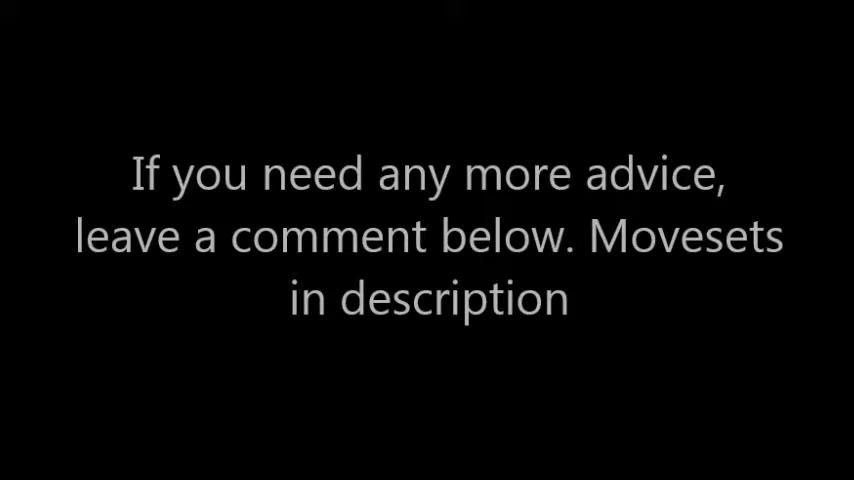 If you need any more advice,
leave a comment below. Movesets
in description